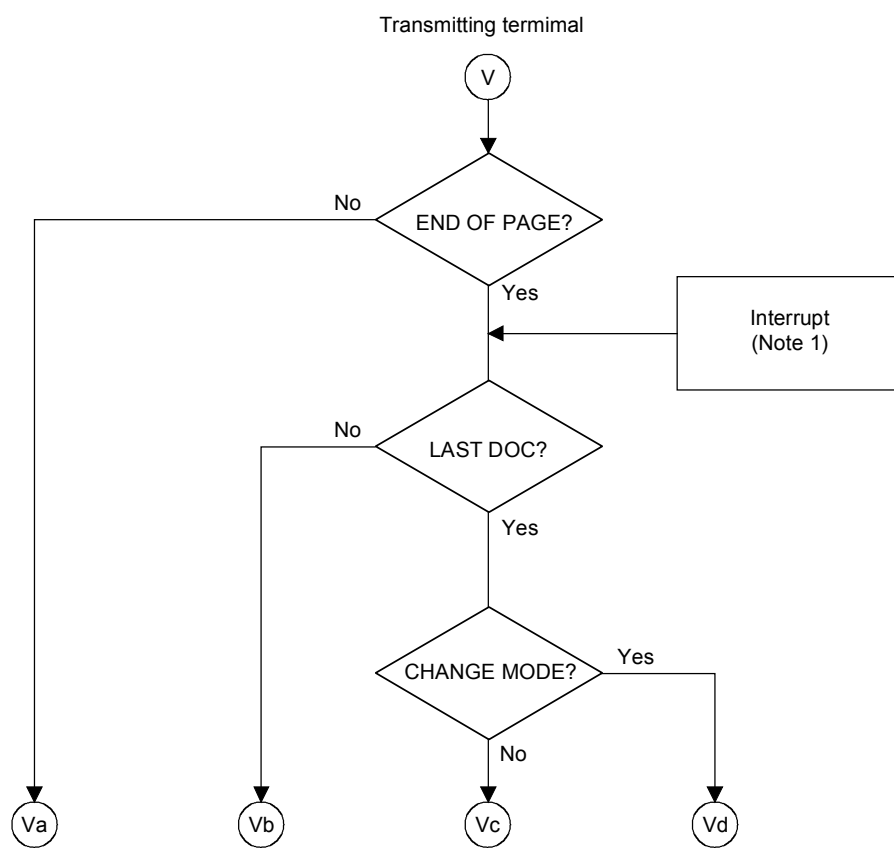 Transmitting termimal
V
No
END OF PAGE?
Yes
Interrupt
(Note 1)
No
LAST DOC?
Yes
CHANGE MODE?
Yes
No
Va
Vb
Vc
Vd